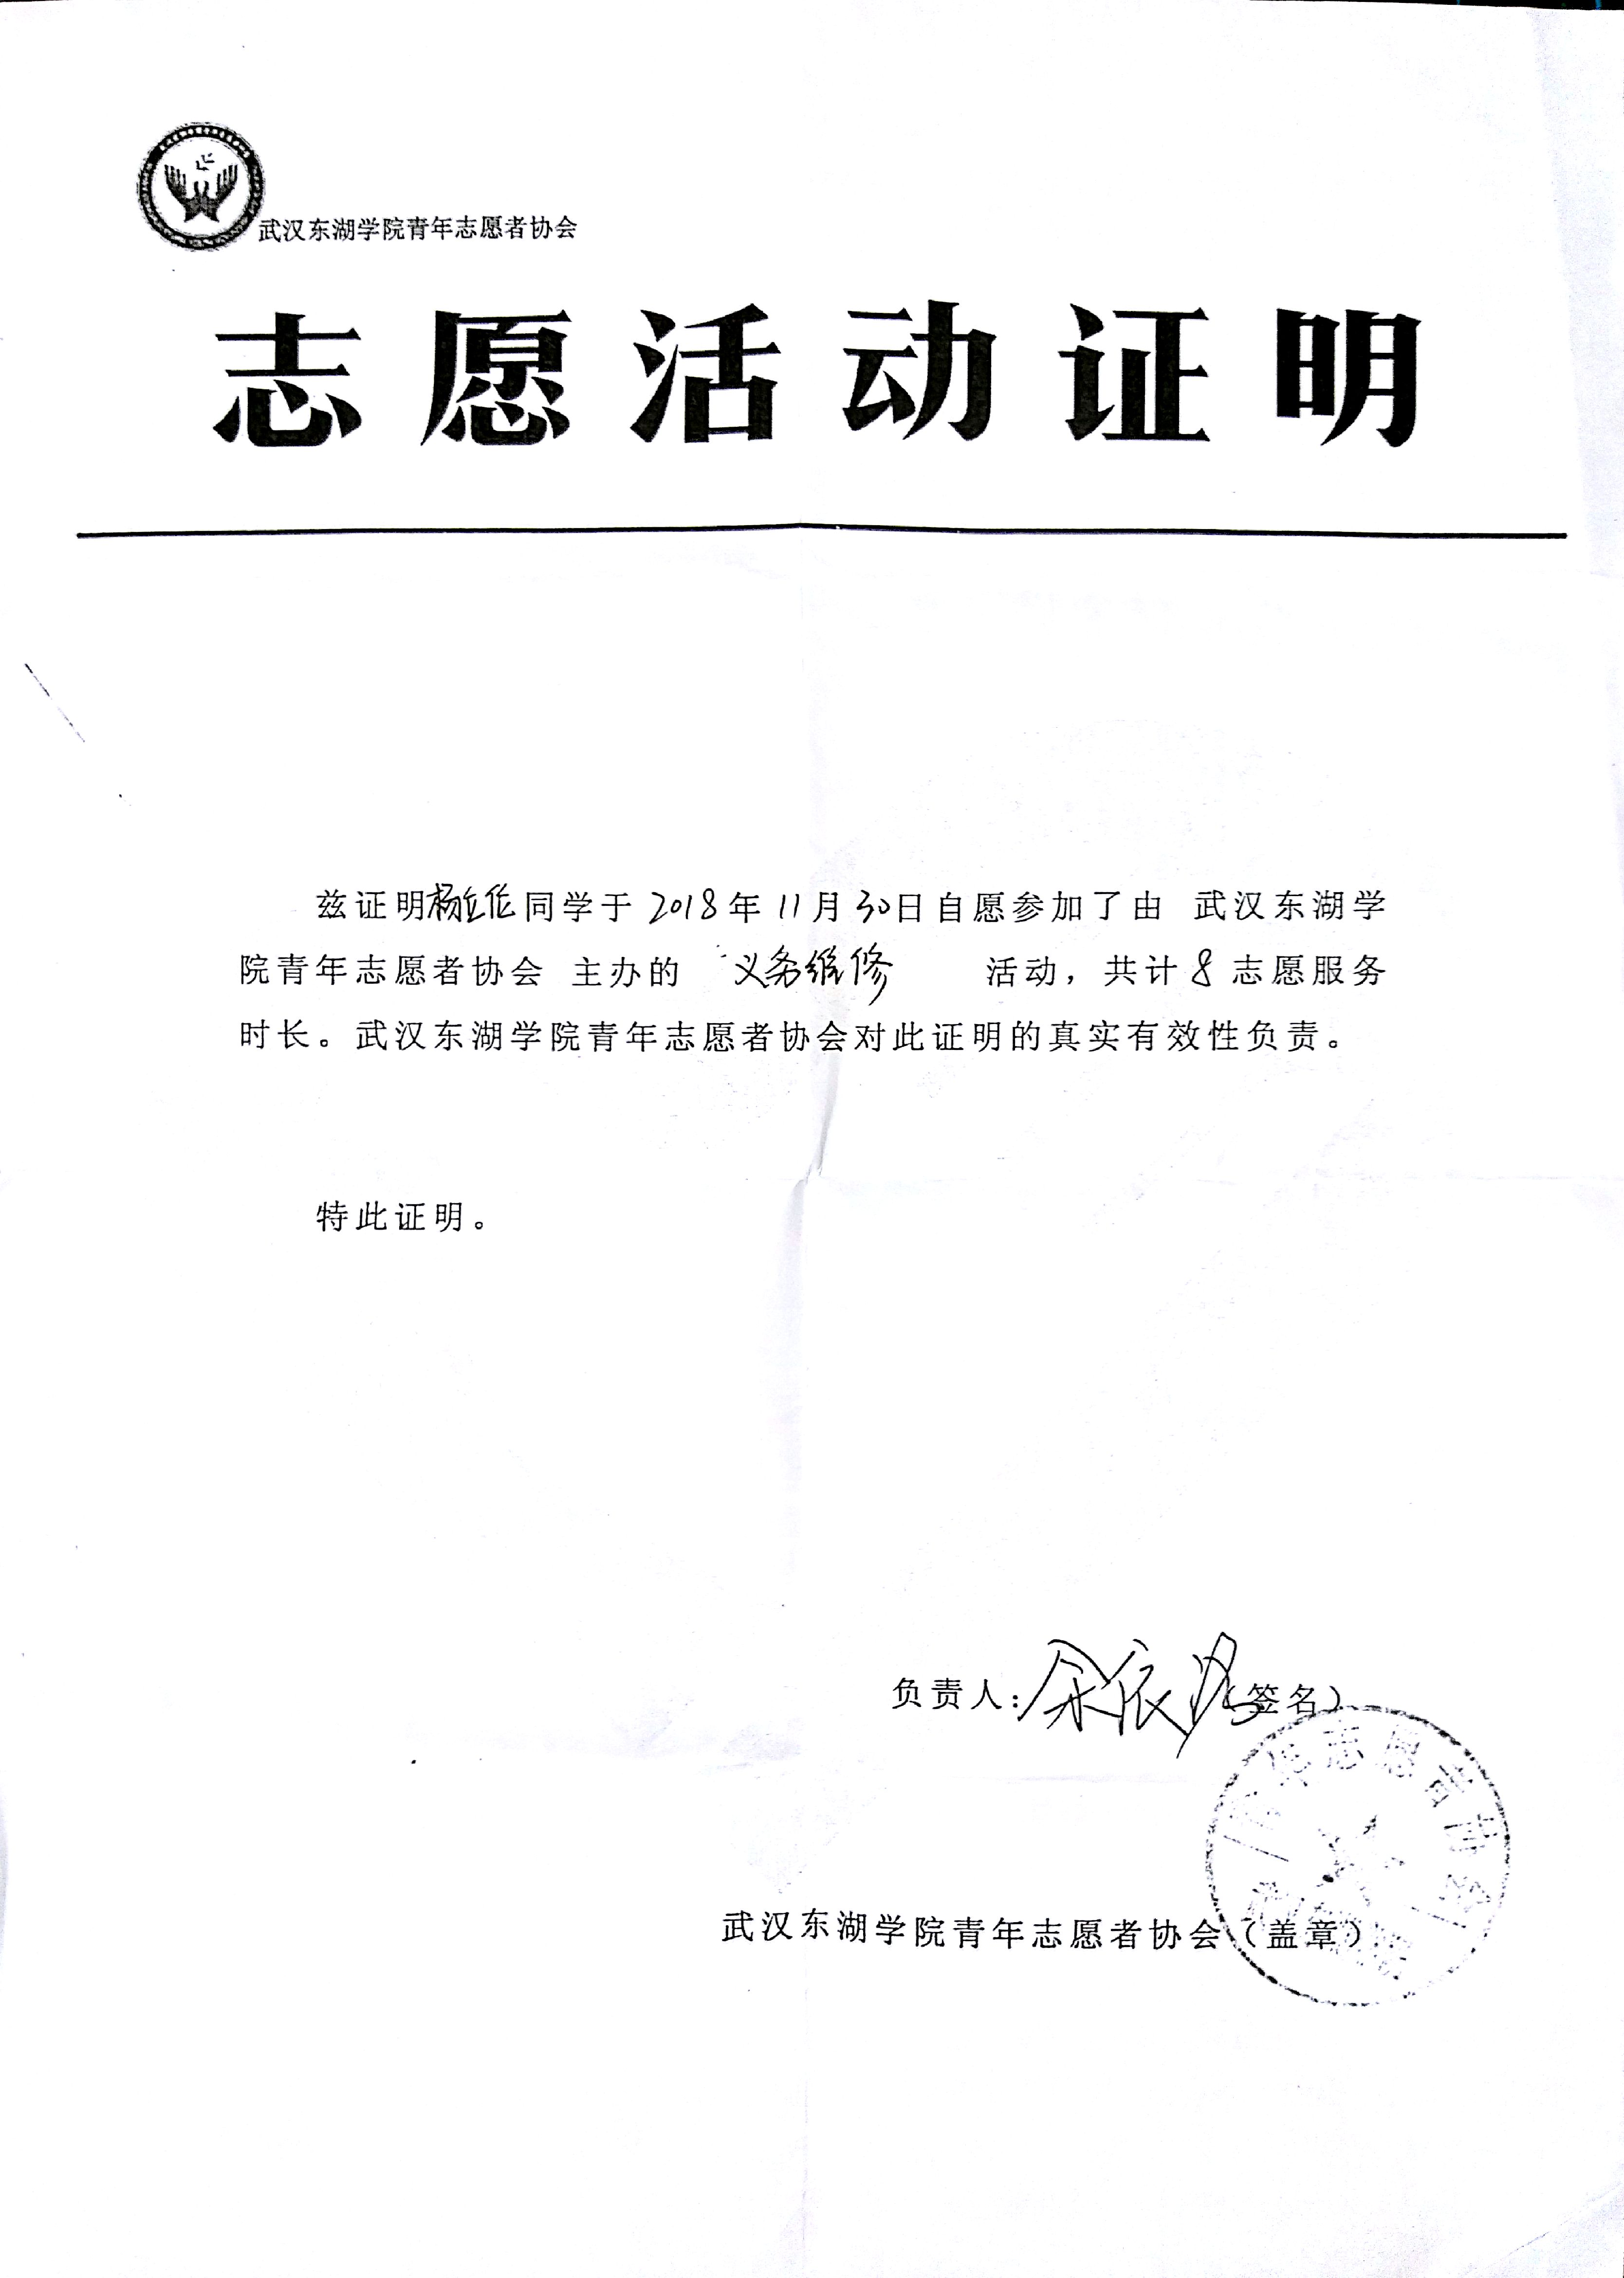 武汉东湖学院青年志愿者协会
志愿活动证明
兹证明杨同学于 2018年11月30日自愿参加了由 武汉东湖学
院青年志愿者协会 主办的 义务维修 活动，共计8志愿服务
时长。武汉东湖学院青年志愿者协会对此证明的真实有效性负责。
特此证明。
负责人：余依（签名）
青年志愿者协会
武汉东湖学院青年志愿者协会（盖章）